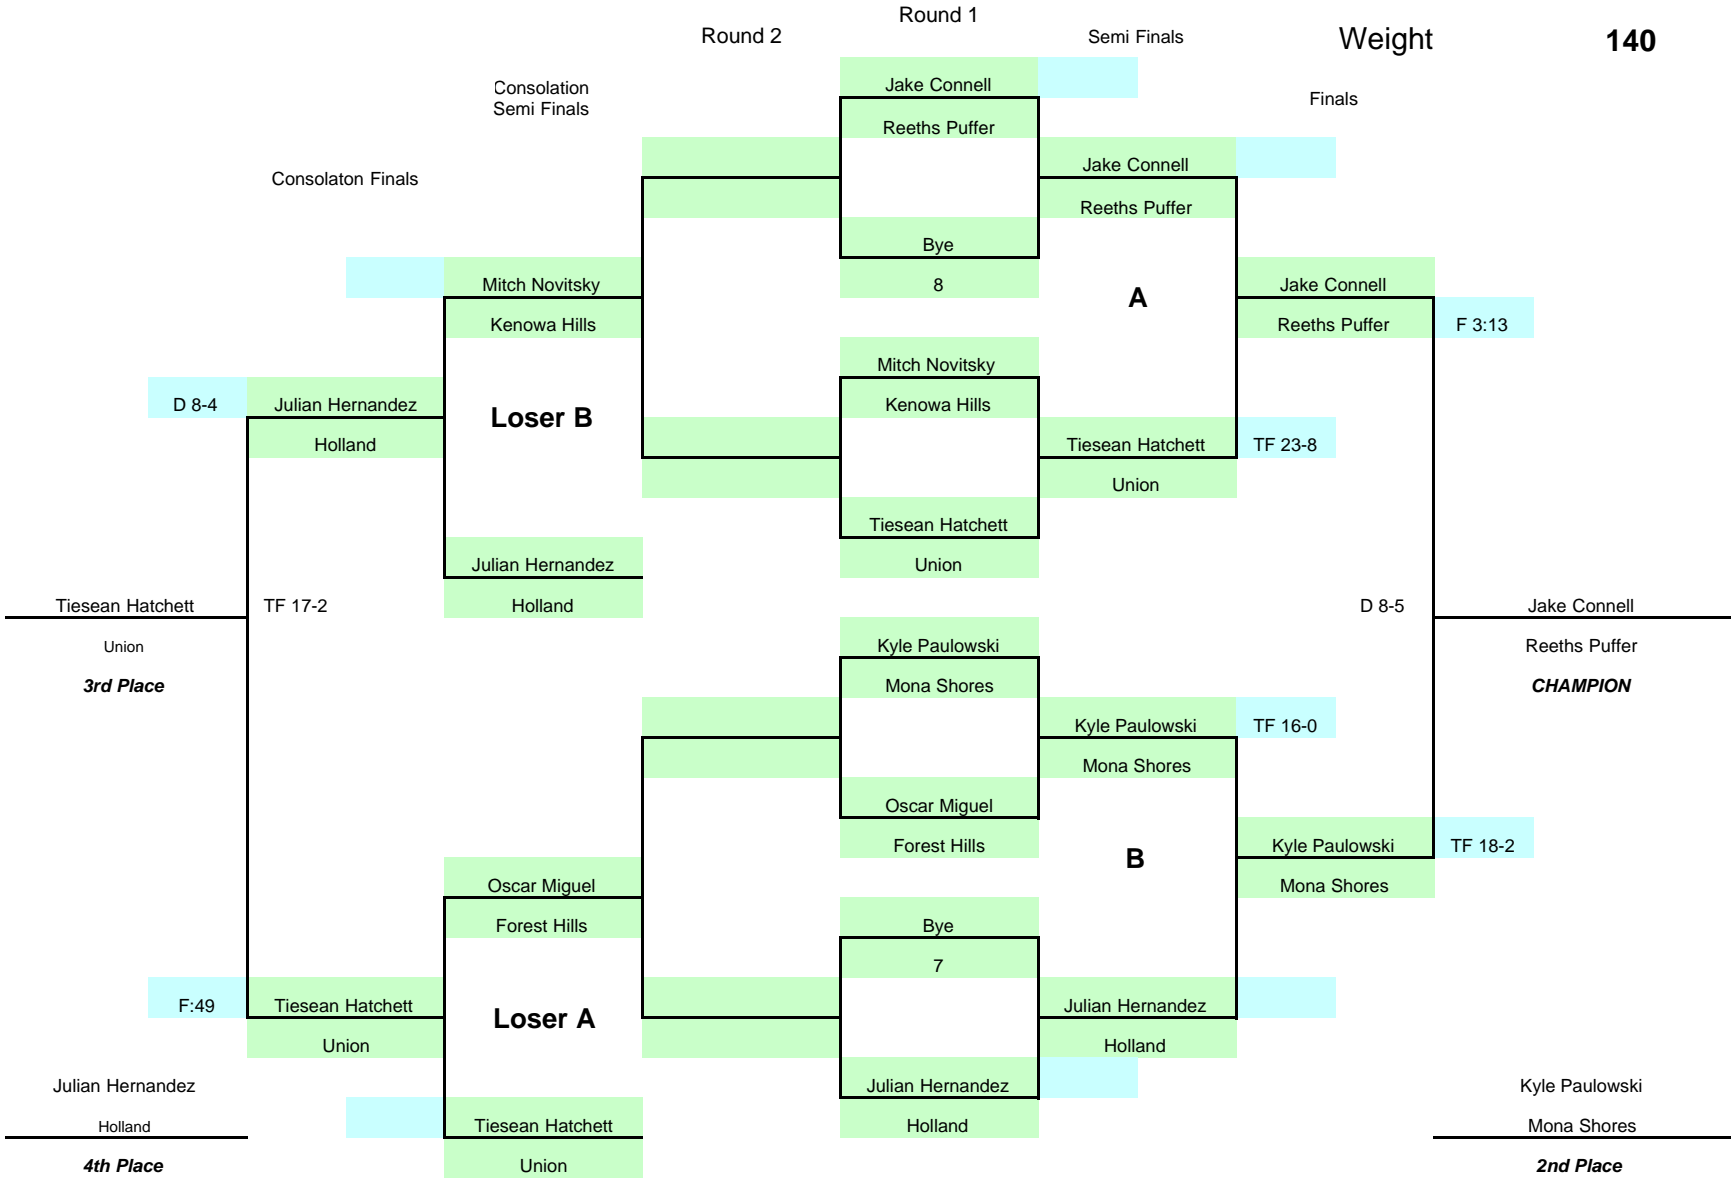 Round 1
Round 2
Semi Finals
Weight
140
Consolation
Semi Finals
Jake Connell
Finals
Reeths Puffer
Consolaton Finals
Jake Connell
Reeths Puffer
Bye
8
Mitch Novitsky
Kenowa Hills
A
Jake Connell
Reeths Puffer
F 3:13
Mitch Novitsky
Kenowa Hills
D 8-4
Julian Hernandez
Holland
Loser B
Tiesean Hatchett
TF 23-8
Union
Tiesean Hatchett
Union
Julian Hernandez
Holland
Tiesean Hatchett
TF 17-2
Union
3rd Place
D 8-5
Jake Connell
Reeths Puffer
CHAMPION
Kyle Paulowski
Mona Shores
Kyle Paulowski
TF 16-0
Mona Shores
Oscar Miguel
Forest Hills
B
Kyle Paulowski
TF 18-2
Mona Shores
Oscar Miguel
Forest Hills
Bye
7
F:49
Tiesean Hatchett
Union
Loser A
Julian Hernandez
Holland
Julian Hernandez
Holland
Julian Hernandez
Holland
4th Place
Tiesean Hatchett
Union
Kyle Paulowski
Mona Shores
2nd Place